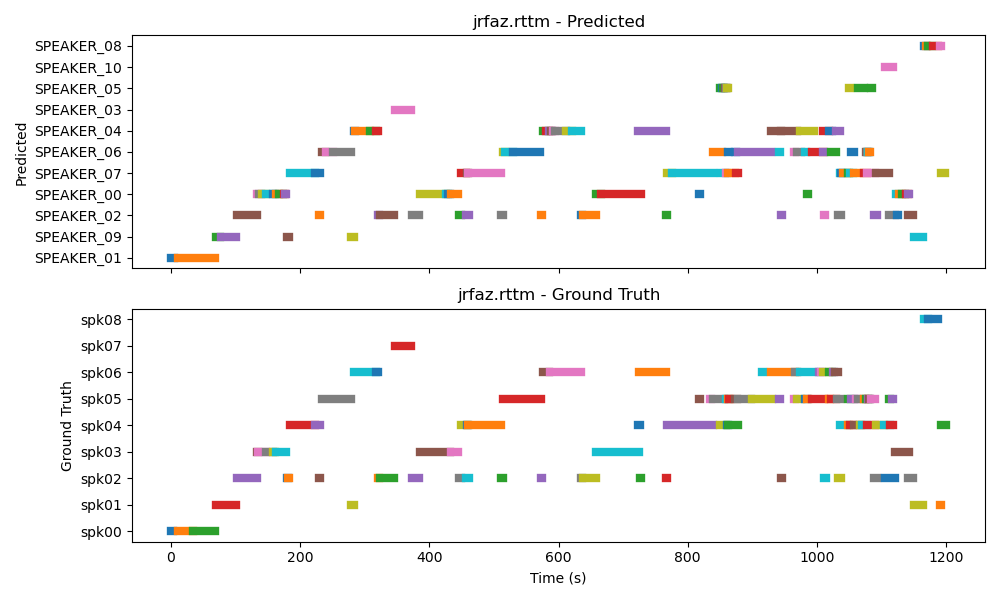 jrfaz.rttm - Predicted
Predicted
SPEAKER_08
SPEAKER_10
SPEAKER_05
SPEAKER_03
SPEAKER_04
SPEAKER_06
SPEAKER_07
SPEAKER_00
SPEAKER_02
SPEAKER_09
SPEAKER_01
jrfaz.rttm - Ground Truth
Ground Truth
spk08
spk07
spk06
spk05
spk04
spk03
spk02
spk01
spk00
0 200 400 600 800 1000 1200
Time (s)